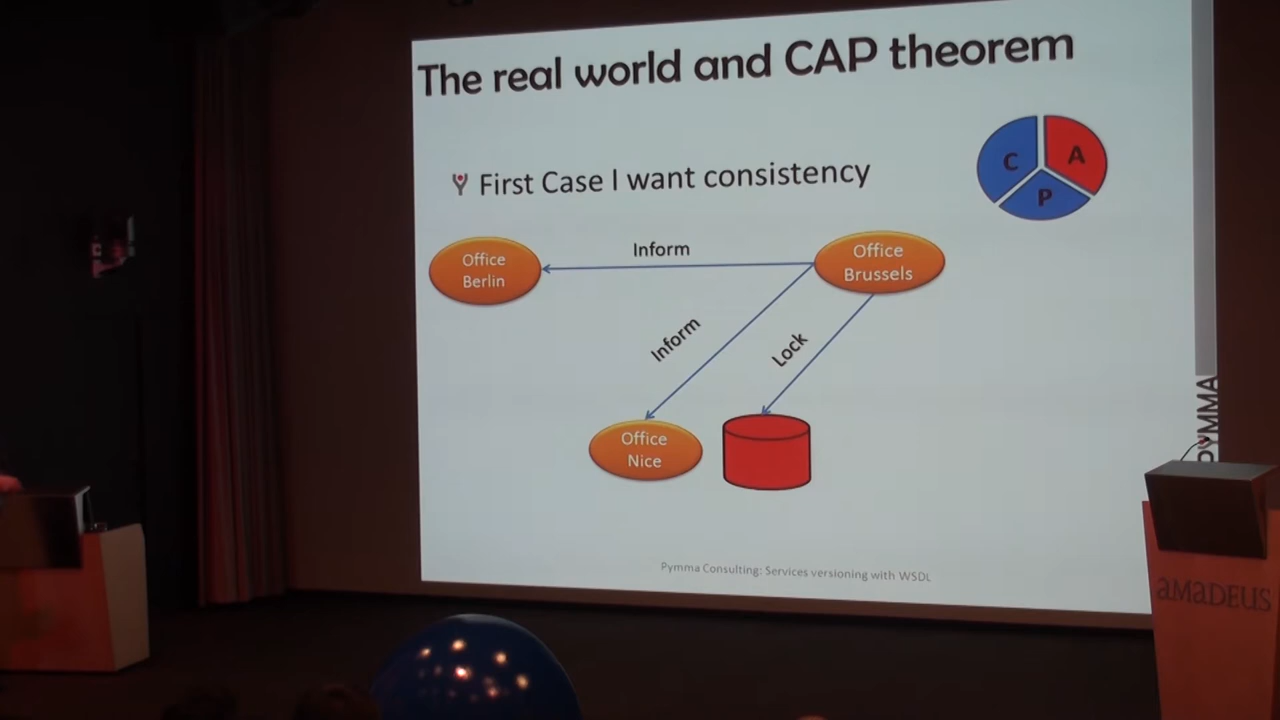 The real world and CAP theorem
C
A
P
First Case I want consistency
Inform
Office
Berlin
Office
Brussels
Inform
Lock
Office
Nice
PYMMA
Pymma Consulting: Services versioning with WSDL
aMaDEUS